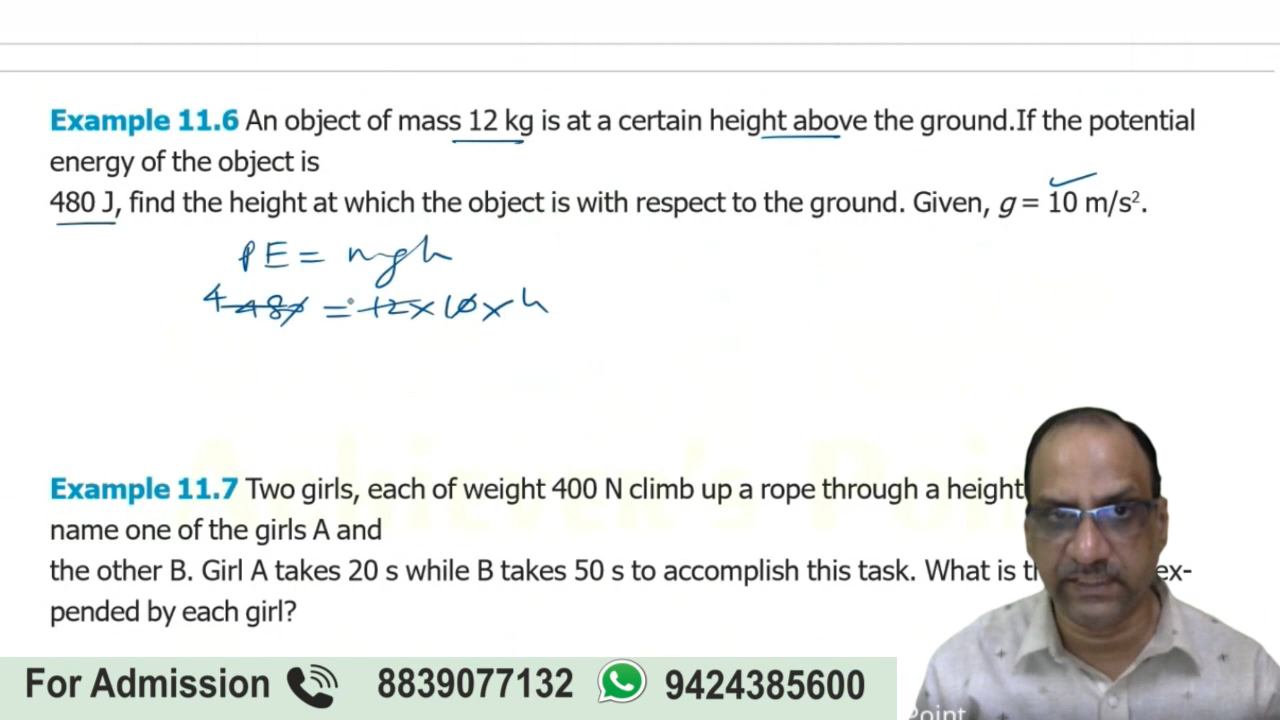 Example 11.6 An object of mass 12 kg is at a certain height above the ground.If the potential
energy of the object is
480 J, find the height at which the object is with respect to the ground. Given, g = 10 m/s².
PE = mgh
4 480 = 12 × 10 × h
Example 11.7 Two girls, each of weight 400 N climb up a rope through a height
name one of the girls A and
the other B. Girl A takes 20 s while B takes 50 s to accomplish this task. What is ex-
pended by each girl?
For Admission 8839077132 9424385600
Point